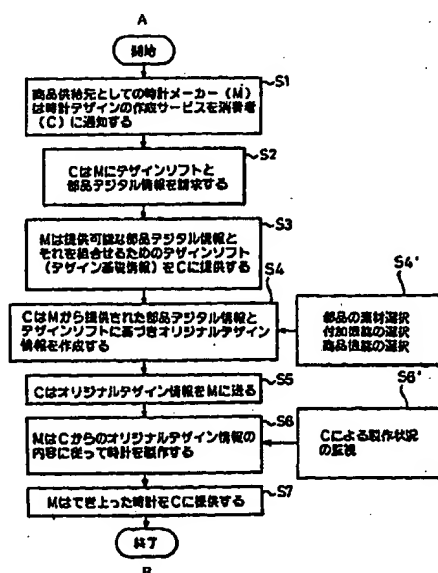 A
開始
S1
商品供給元としての時計メーカー（M）
は時計デザインの作成サービスを消費者
（C）に通知する
S2
CはMにデザインソフトと
部品デジタル情報を請求する
S3
Mは提供可能な部品デジタル情報と
それを組合せるためのデザインソフト
（デザイン基礎情報）をCに提供する
S4
CはMから提供された部品デジタル情報と
デザインソフトに基づきオリジナルデザイン
情報を作成する
S4'
部品の素材選択
付加機能の選択
商品機能の選択
S5
CはオリジナルデザインをMに送る
S6
MはCからのオリジナルデザイン情報の
内容に従って時計を製作する
S6'
Cによる製作状況
の監視
S7
Mはでき上った時計をCに提供する
終了
B